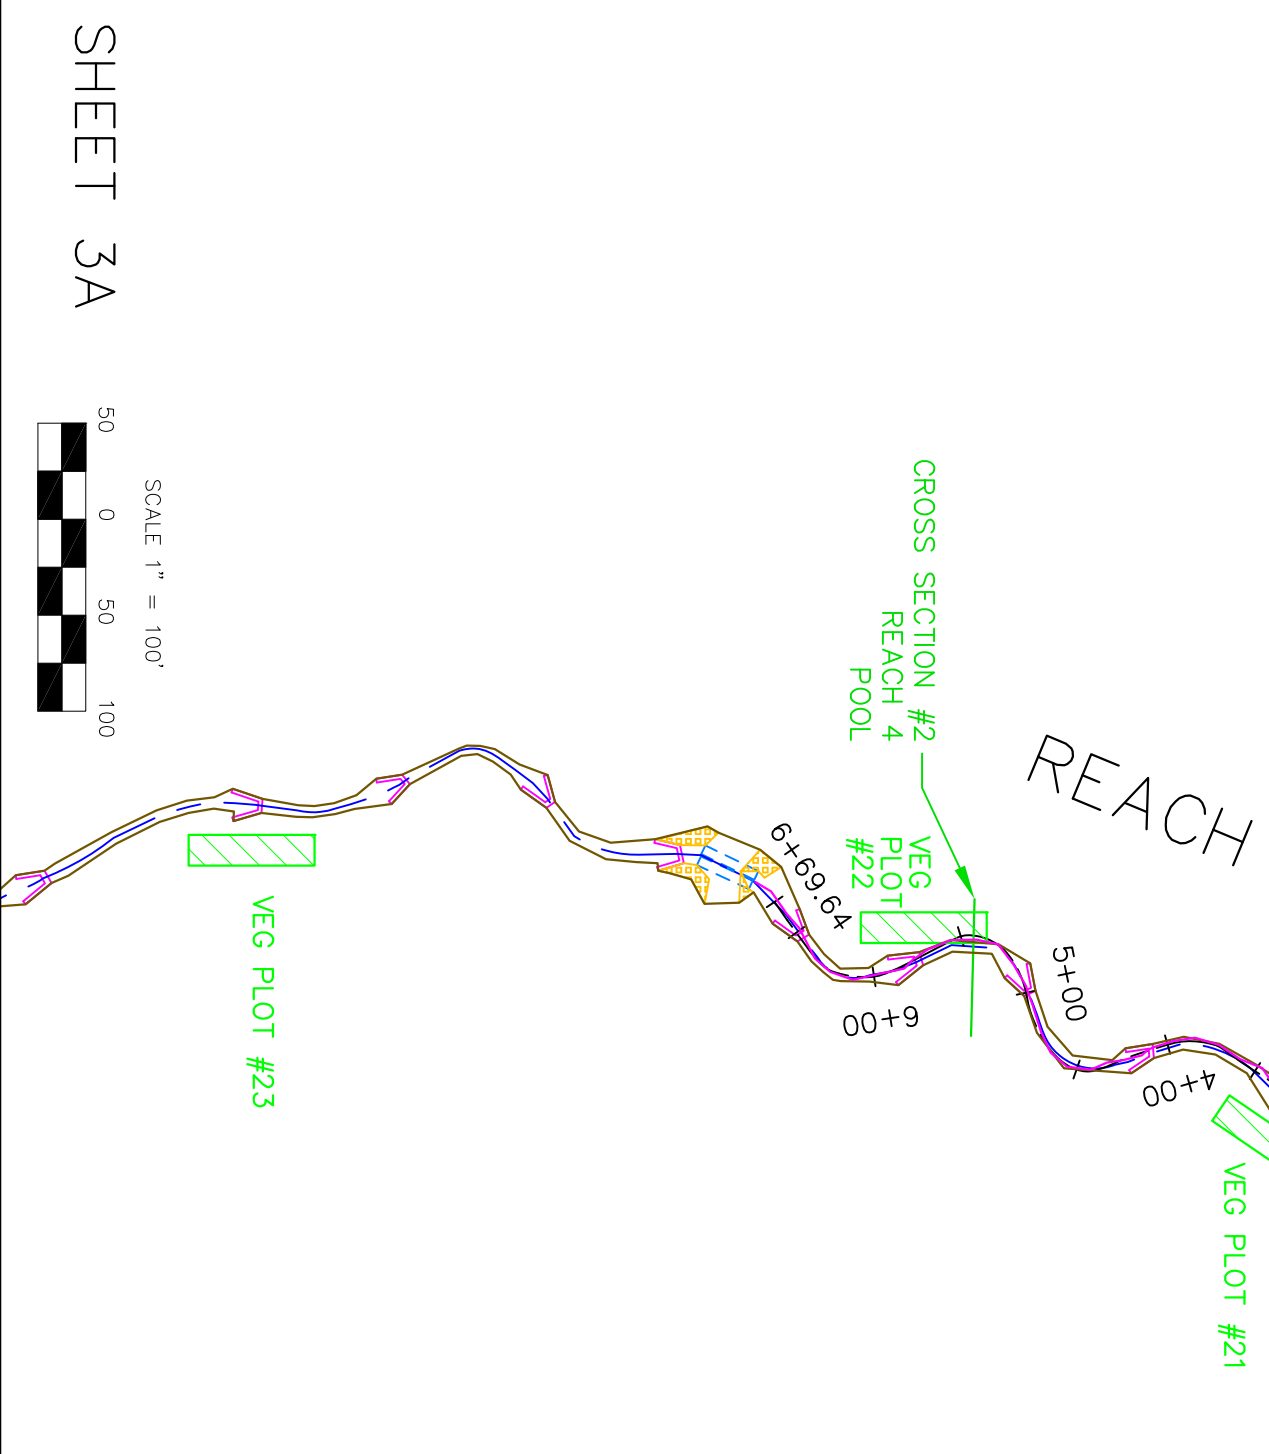 REACH
VEG PLOT #21
4+00
5+00
CROSS SECTION #2
REACH 4
POOL
VEG
PLOT
#22
6+00
6+69.64
VEG PLOT #23
SCALE 1" = 100'
50 0 50 100
SHEET 3A